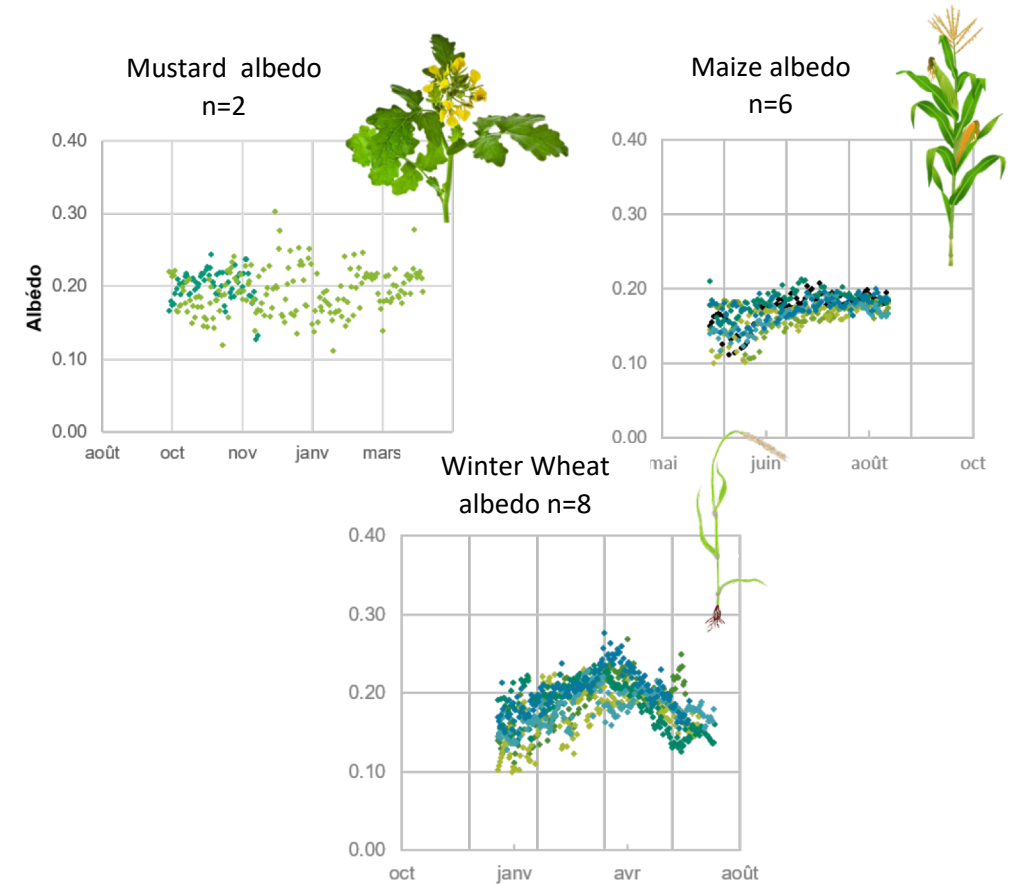 Mustard albedo
n=2
0.40
0.30
0.20
0.10
0.00
Albédo
août oct nov janv mars
Maize albedo
n=6
0.40
0.30
0.20
0.10
0.00
mai juin août oct
Winter Wheat
albedo n=8
0.40
0.30
0.20
0.10
0.00
oct janv avr août